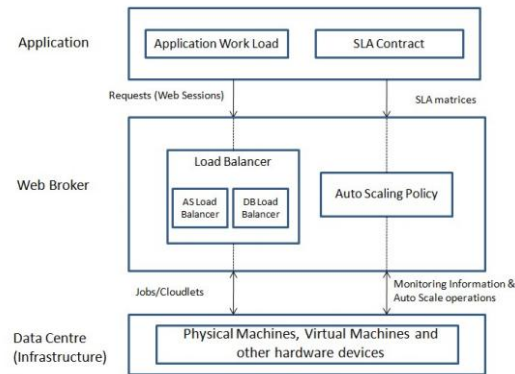 Application
Application Work Load
SLA Contract
Requests (Web Sessions)
SLA matrices
Web Broker
Load Balancer
AS Load
Balancer
DB Load
Balancer
Auto Scaling Policy
Jobs/Cloudlets
Monitoring Information &
Auto Scale operations
Data Centre
(Infrastructure)
Physical Machines, Virtual Machines and
other hardware devices